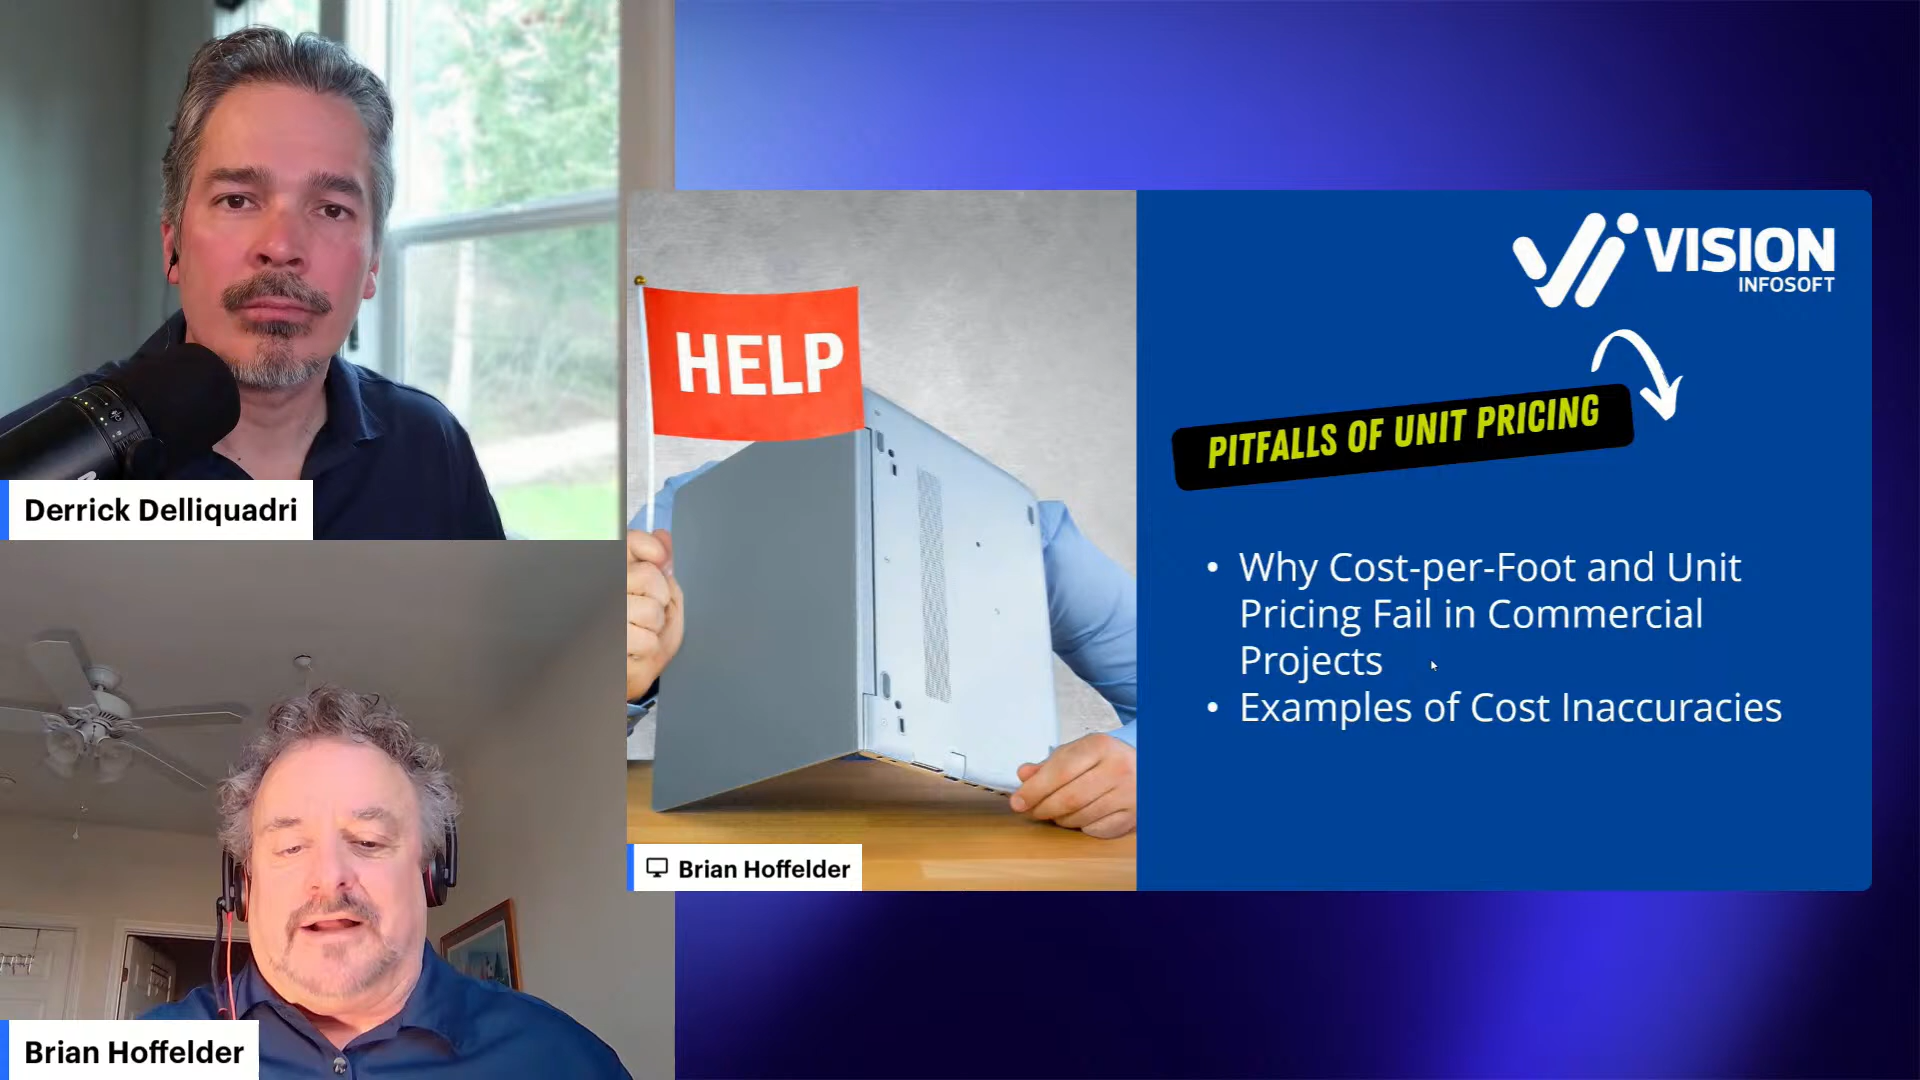 Derrick Delliquadri
Brian Hoffelder
HELP
Brian Hoffelder
VISION
INFOSOFT
PITFALLS OF UNIT PRICING
• Why Cost-per-Foot and Unit
Pricing Fail in Commercial
Projects
• Examples of Cost Inaccuracies